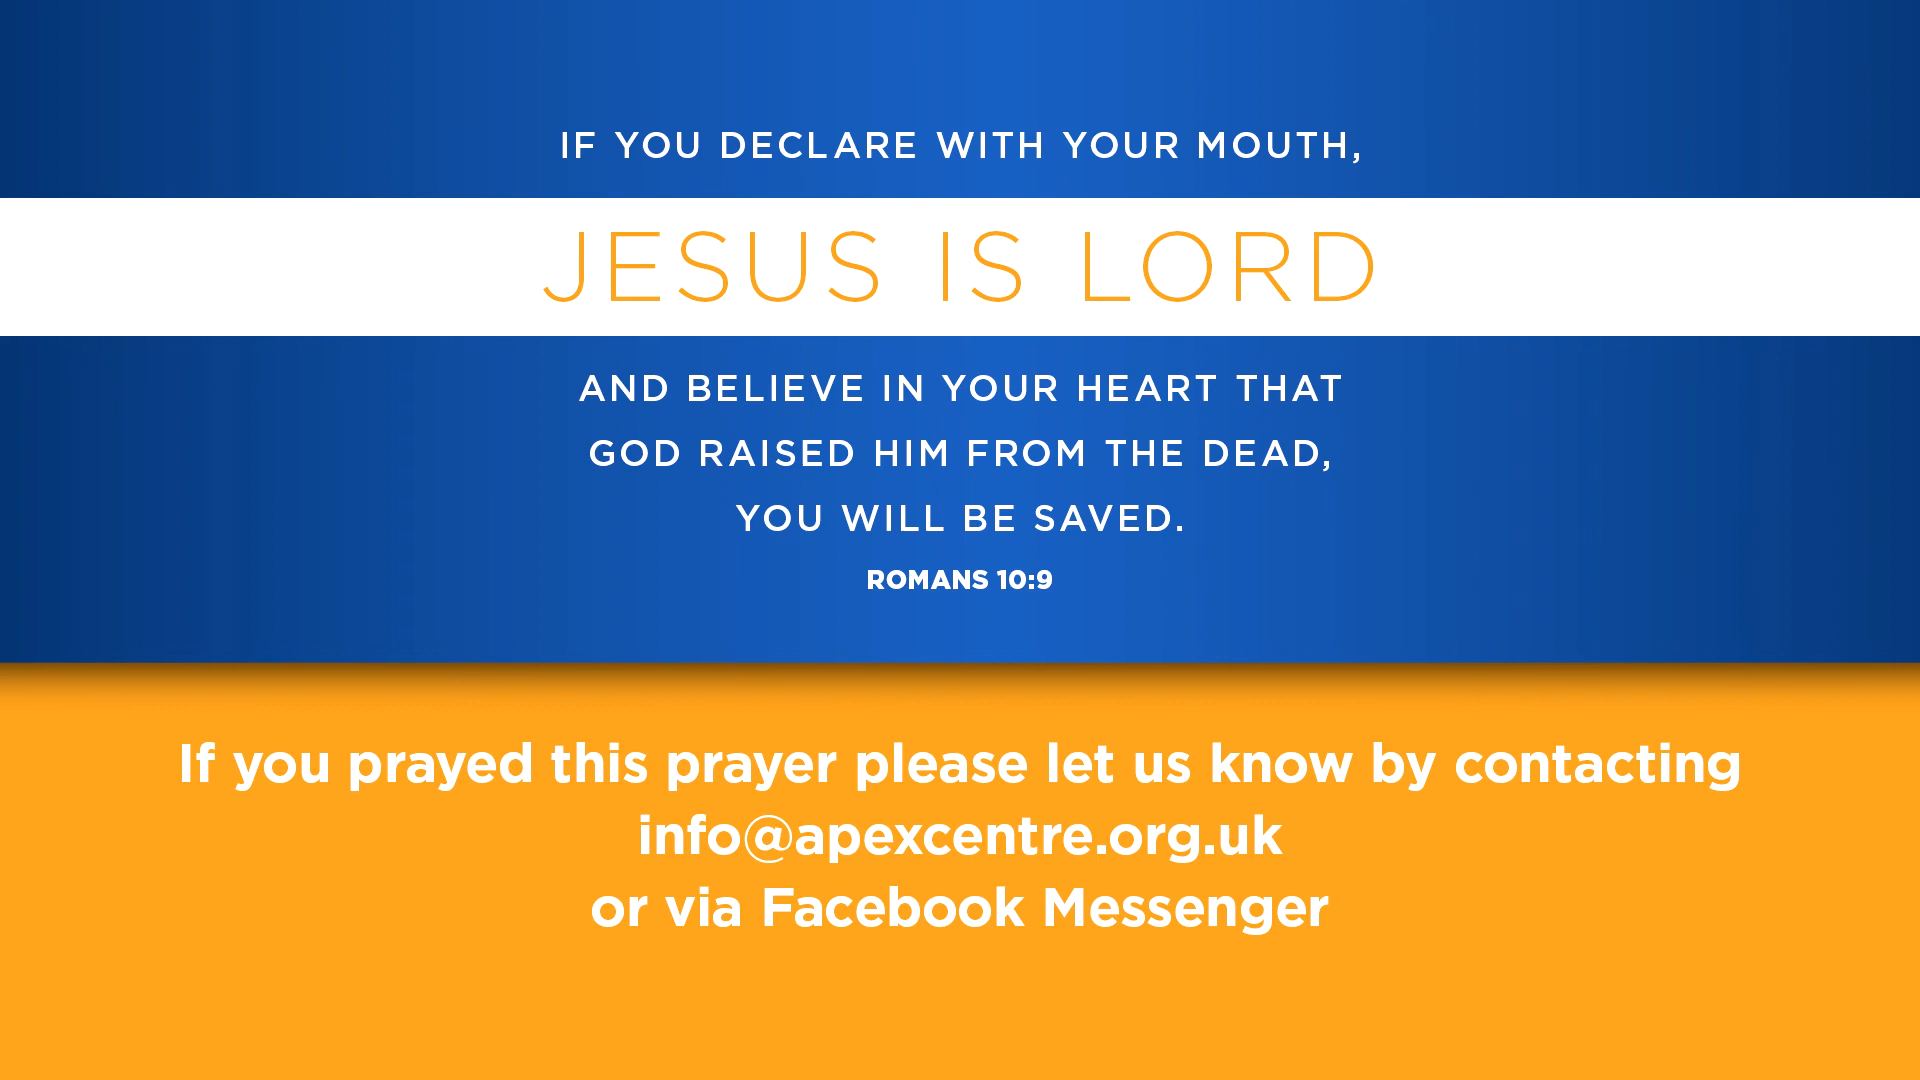 IF YOU DECLARE WITH YOUR MOUTH,
JESUS IS LORD
AND BELIEVE IN YOUR HEART THAT
GOD RAISED HIM FROM THE DEAD,
YOU WILL BE SAVED.
ROMANS 10:9
If you prayed this prayer please let us know by contacting
info@apexcentre.org.uk
or via Facebook Messenger